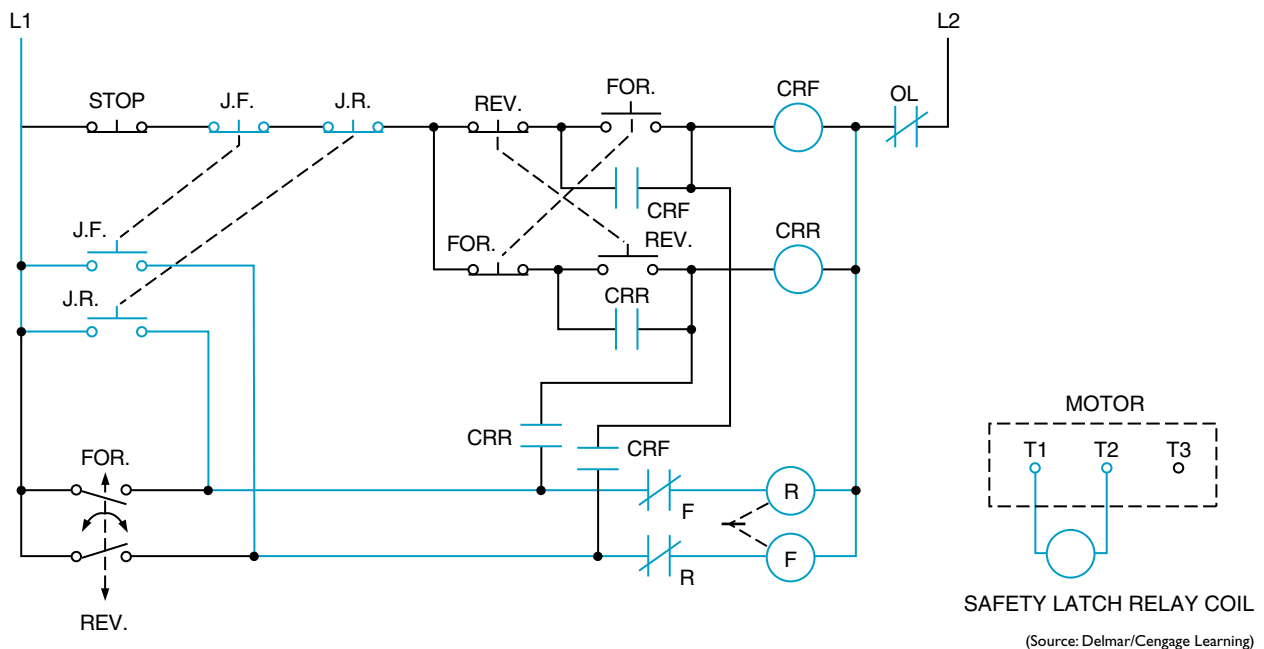 L1
L2
STOP
J.F.
J.R.
REV.
FOR.
CRF
OL
CRF
J.F.
FOR.
REV.
CRR
J.R.
CRR
CRR
CRF
FOR.
F
R
R
F
REV.
MOTOR
T1
T2
T3
SAFETY LATCH RELAY COIL
(Source: Delmar/Cengage Learning)